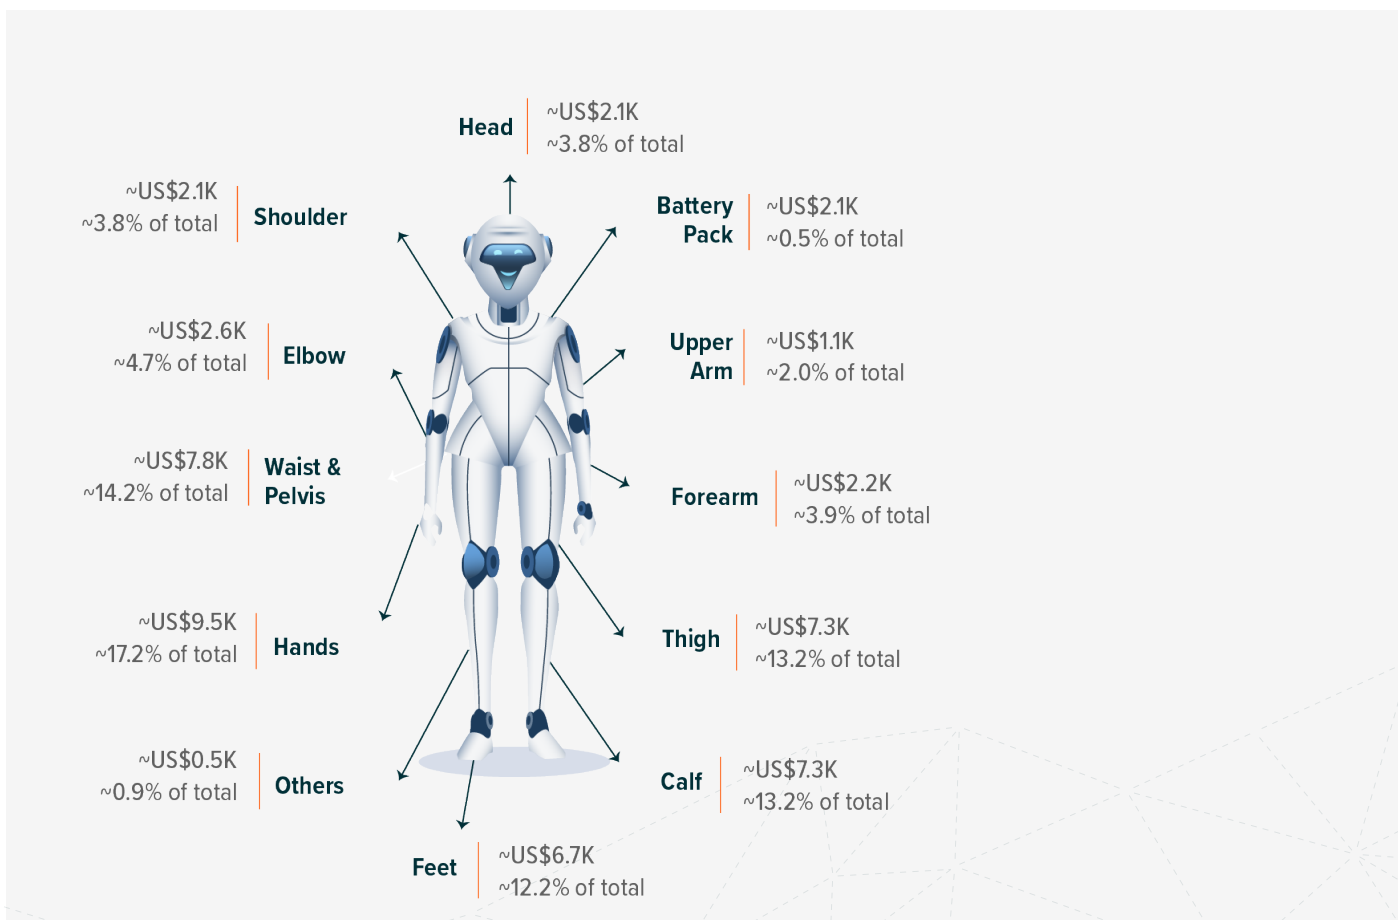 Head
~US$2.1K
~3.8% of total
~US$2.1K
~3.8% of total
Shoulder
Battery
Pack
~US$2.1K
~0.5% of total
~US$2.6K
~4.7% of total
Elbow
Upper
Arm
~US$1.1K
~2.0% of total
~US$7.8K
~14.2% of total
Waist &
Pelvis
Forearm
~US$2.2K
~3.9% of total
~US$9.5K
~17.2% of total
Hands
Thigh
~US$7.3K
~13.2% of total
~US$0.5K
~0.9% of total
Others
Calf
~US$7.3K
~13.2% of total
Feet
~US$6.7K
~12.2% of total